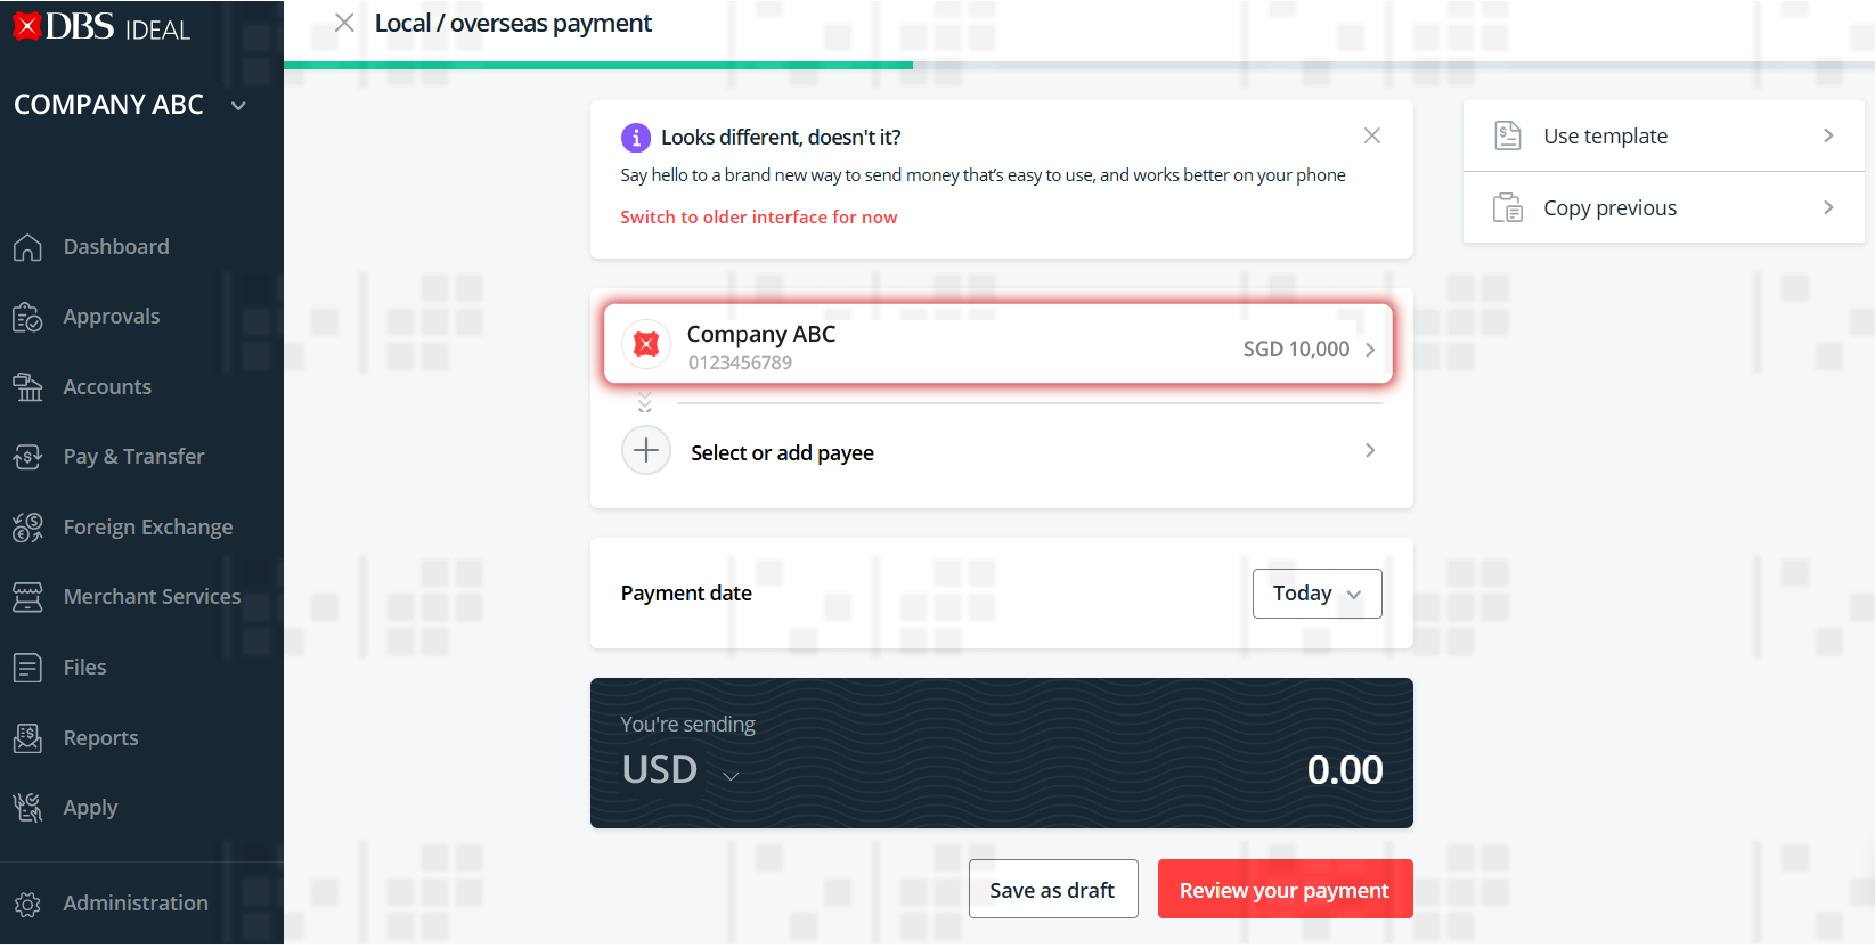 DBS IDEAL
COMPANY ABC
Dashboard
Approvals
Accounts
Pay & Transfer
Foreign Exchange
Merchant Services
Files
Reports
Apply
Administration
Local / overseas payment
Looks different, doesn't it?
Say hello to a brand new way to send money that's easy to use, and works better on your phone
Switch to older interface for now
Company ABC
0123456789
SGD 10,000
Select or add payee
Payment date
Today
You're sending
USD
0.00
Save as draft
Review your payment
Use template
Copy previous